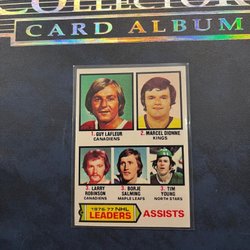 COLLECTOR
CARD ALBUM
1. GUY LAFLEUR
CANADIENS
2. MARCEL DIONNE
KINGS
3. LARRY
ROBINSON
CANADIENS
3. BORJE
SALMING
MAPLE LEAFS
3. TIM
YOUNG
NORTH STARS
1976-77 NHL
LEADERS
ASSISTS